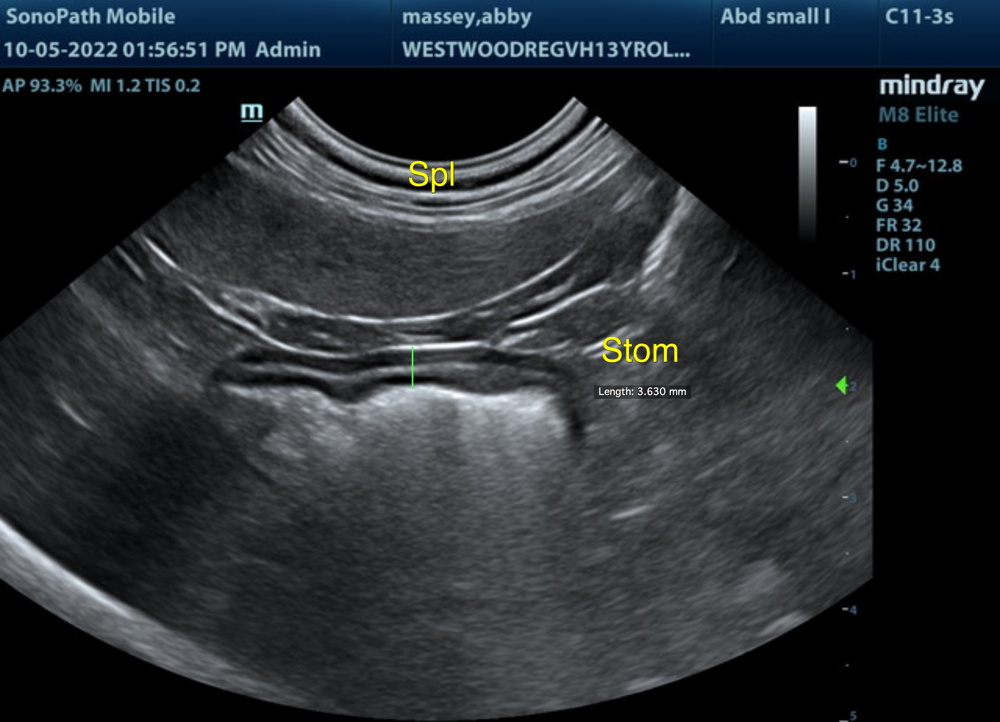 SonoPath Mobile
massey,abby
Abd small I
C11-3s
10-05-2022 01:56:51 PM Admin
WESTWOODREGVH13YROL...
AP 93.3% MI 1.2 TIS 0.2
mindray
M8 Elite
m
B
F 4.7~12.8
D 5.0
G 34
FR 32
DR 110
iClear 4
0
1
2
3
4
5
Spl
Stom
Length: 3.630 mm